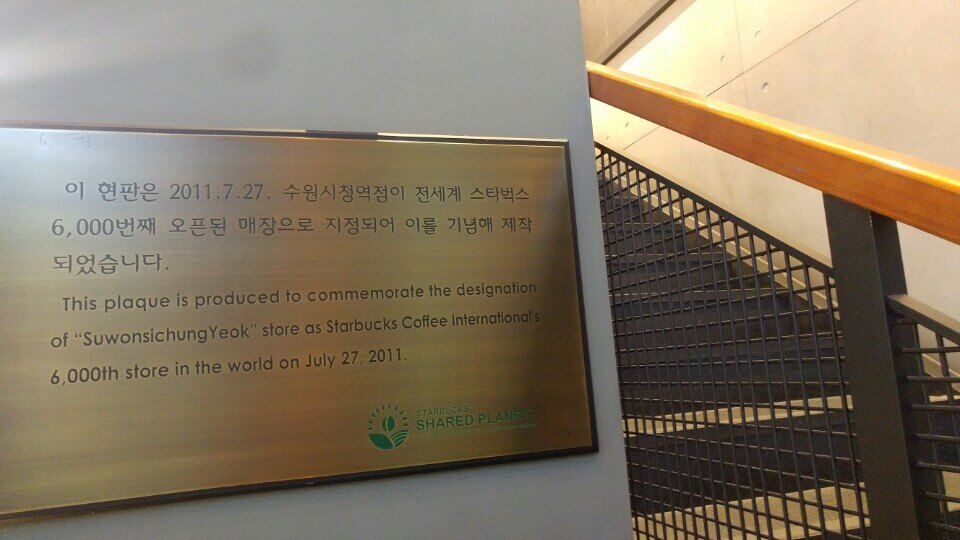 이 현판은 2011.7.27. 수원시청역점이 전세계 스타벅스
6,000번째 오픈된 매장으로 지정되어 이를 기념해 제작
되었습니다.
This plaque is produced to commemorate the designation
of “SuwonsichungYeok” store as Starbucks Coffee International's
6,000th store in the world on July 27, 2011.
STARBUCKS
SHARED PLANET